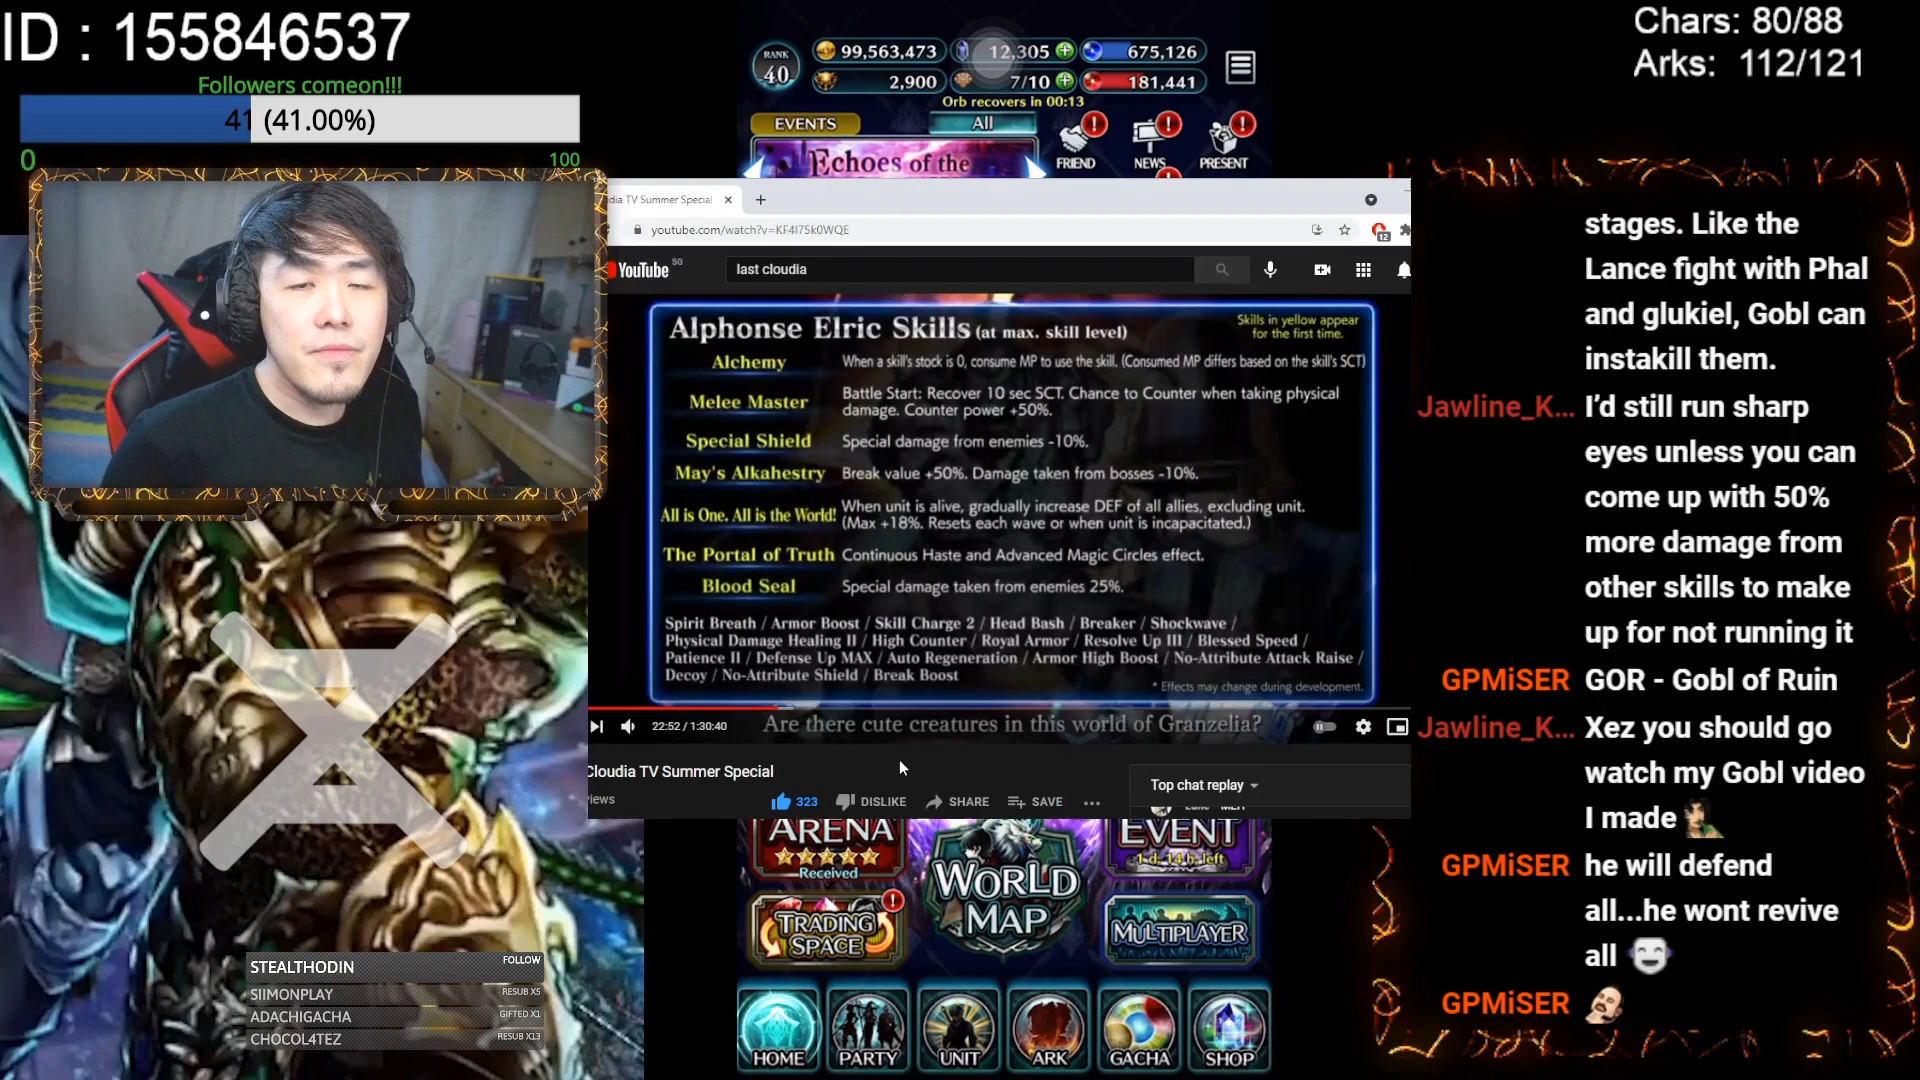 ID : 155846537
Followers comeon!!!
41 (41.00%)
0
100
Chars: 80/88
Arks: 112/121
RANK
40
99,563,473
12,305
675,126
2,900
7/10
181,441
Orb recovers in 00:13
EVENTS
All
Echoes of the
FRIEND
NEWS
PRESENT
dia TV Summer Special
youtube.com/watch?v=KF4I75k0WQE
12
YouTube
SG
last cloudia
Alphonse Elric Skills (at max. skill level)
Skills in yellow appear
for the first time.
Alchemy
When a skill's stock is 0, consume MP to use the skill. (Consumed MP differs based on the skill's SCT)
Melee Master
Battle Start: Recover 10 sec SCT. Chance to Counter when taking physical
damage. Counter power +50%.
Special Shield
Special damage from enemies -10%.
May's Alkahestry
Break value +50%. Damage taken from bosses -10%.
All is One, All is the World!
When unit is alive, gradually increase DEF of all allies, excluding unit.
(Max +18%. Resets each wave or when unit is incapacitated.)
The Portal of Truth
Continuous Haste and Advanced Magic Circles effect.
Blood Seal
Special damage taken from enemies 25%.
Spirit Breath / Armor Boost / Skill Charge 2 / Head Bash / Breaker / Shockwave /
Physical Damage Healing II / High Counter / Royal Armor / Resolve Up III / Blessed Speed /
Patience II / Defense Up MAX / Auto Regeneration / Armor High Boost / No-Attribute Attack Raise /
Decoy / No-Attribute Shield / Break Boost
* Effects may change during development.
22:52 / 1:30:40
Are there cute creatures in this world of Granzelia?
Cloudia TV Summer Special
iews
323
DISLIKE
SHARE
SAVE
Top chat replay
ARENA
Received
WORLD
MAP
EVENT
1 d. 14 h. left
TRADING
SPACE
MULTIPLAYER
HOME
PARTY
UNIT
ARK
GACHA
SHOP
stages. Like the
Lance fight with Phal
and glukiel, Gobl can
instakill them.
Jawline_K... I'd still run sharp
eyes unless you can
come up with 50%
more damage from
other skills to make
up for not running it
GPMiSER GOR - Gobl of Ruin
Jawline_K... Xez you should go
watch my Gobl video
I made
GPMiSER he will defend
all...he wont revive
all
GPMiSER
STEALTHODIN FOLLOW
SIIMONPLAY RESUB X5
ADACHIGACHA GIFTED X1
CHOCOL4TEZ RESUB X13